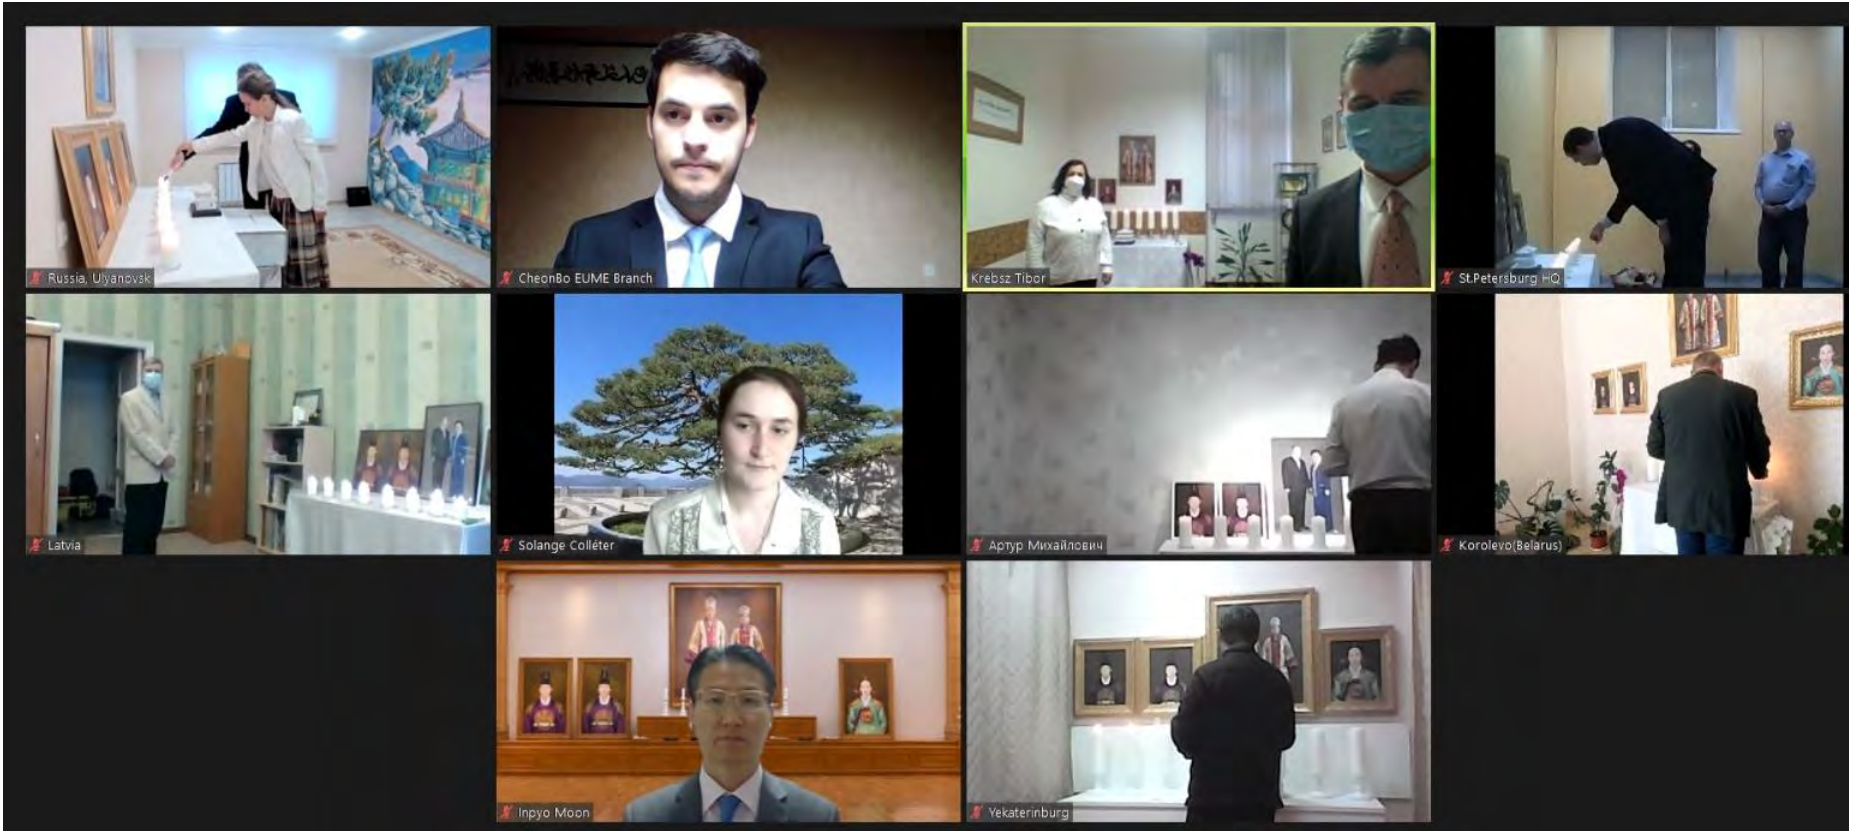 Russia, Ulyanovsk
CheonBo EUME Branch
Krebsz Tibor
St.Petersburg HQ
Latvia
Solange Colléter
Артур Михайлович
Korolevo(Belarus)
Inpyo Moon
Yekaterinburg